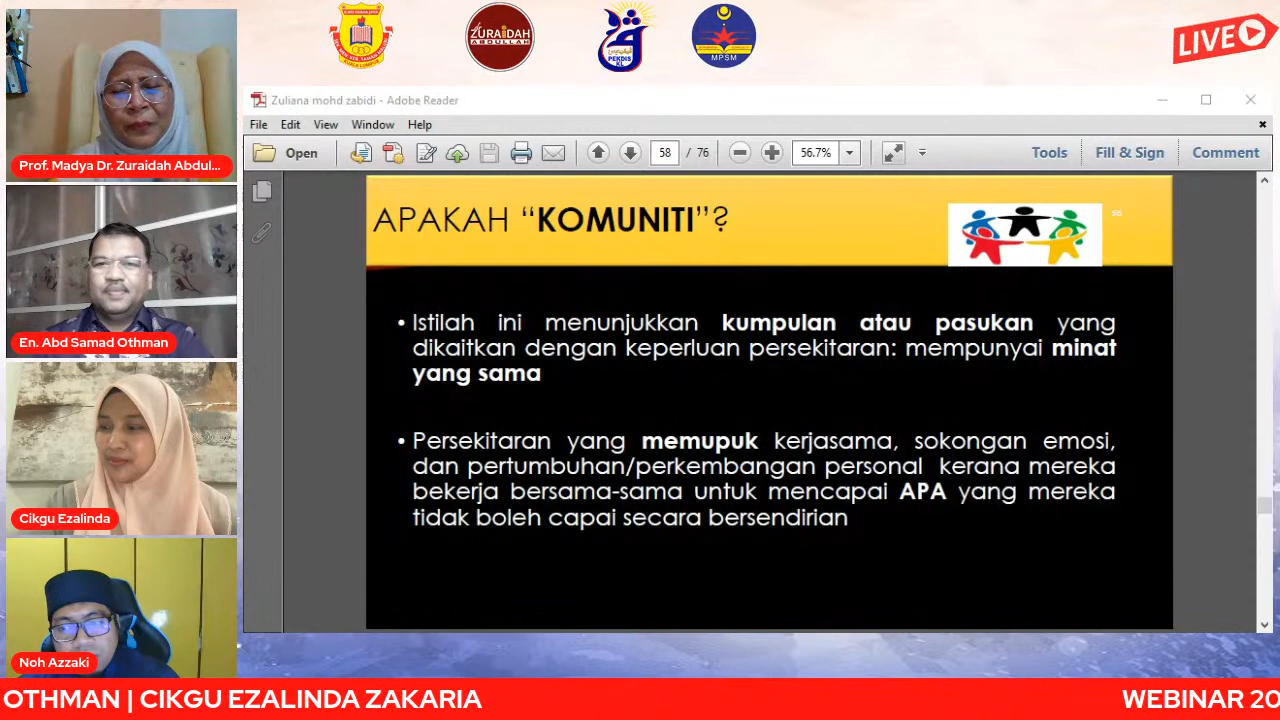 ZURAIDAH
ABDULLAH
PEKDIS
KL
MPSM
LIVE
Prof. Madya Dr. Zuraidah Abdul...
En. Abd Samad Othman
Cikgu Ezalinda
Noh Azzaki
Zuliana mohd zabidi - Adobe Reader
File Edit View Window Help
Open 58 / 76 56.7% Tools Fill & Sign Comment
APAKAH “KOMUNITI”?
• Istilah ini menunjukkan kumpulan atau pasukan yang
dikaitkan dengan keperluan persekitaran: mempunyai minat
yang sama
• Persekitaran yang memupuk kerjasama, sokongan emosi,
dan pertumbuhan/perkembangan personal kerana mereka
bekerja bersama-sama untuk mencapai APA yang mereka
tidak boleh capai secara bersendirian
OTHMAN | CIKGU EZALINDA ZAKARIA
WEBINAR 20